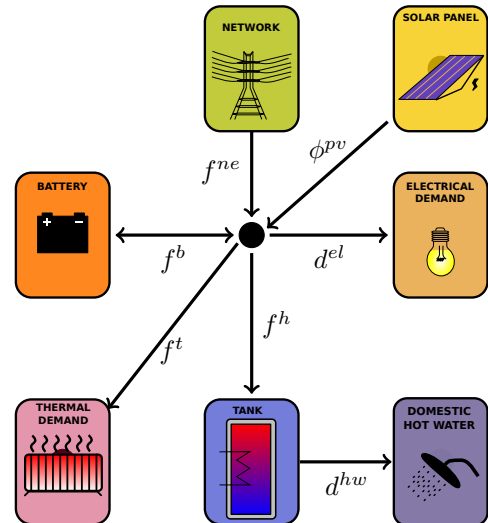 NETWORK
SOLAR PANEL
f^{ne}
ϕ^{pv}
BATTERY
+ −
ELECTRICAL
DEMAND
f^{b}
d^{el}
f^{t}
f^{h}
THERMAL
DEMAND
TANK
DOMESTIC
HOT WATER
d^{hw}